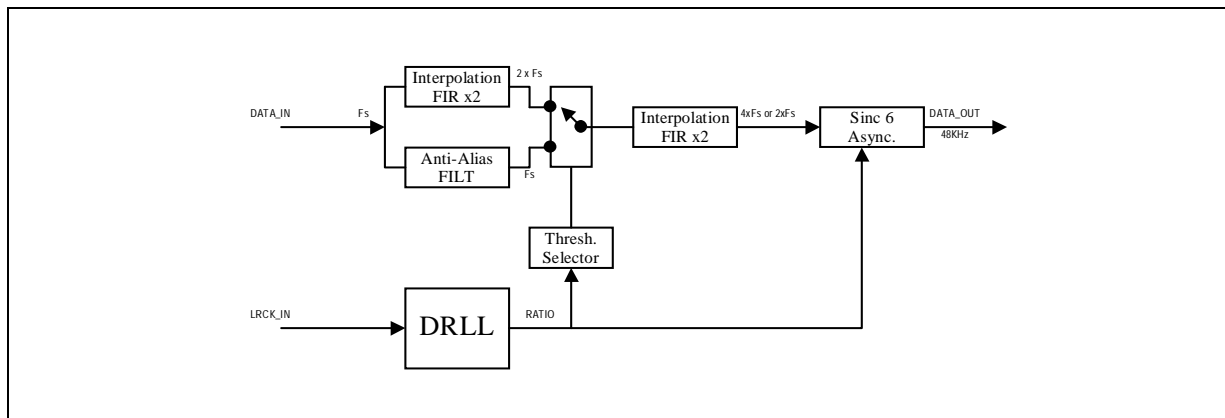 Interpolation
FIR x2
2 x Fs
DATA_IN
Fs
Anti-Alias
FILT
Fs
Interpolation
FIR x2
4xFs or 2xFs
Sinc 6
Async.
DATA_OUT
48KHz
Thresh.
Selector
LRCK_IN
DRLL
RATIO